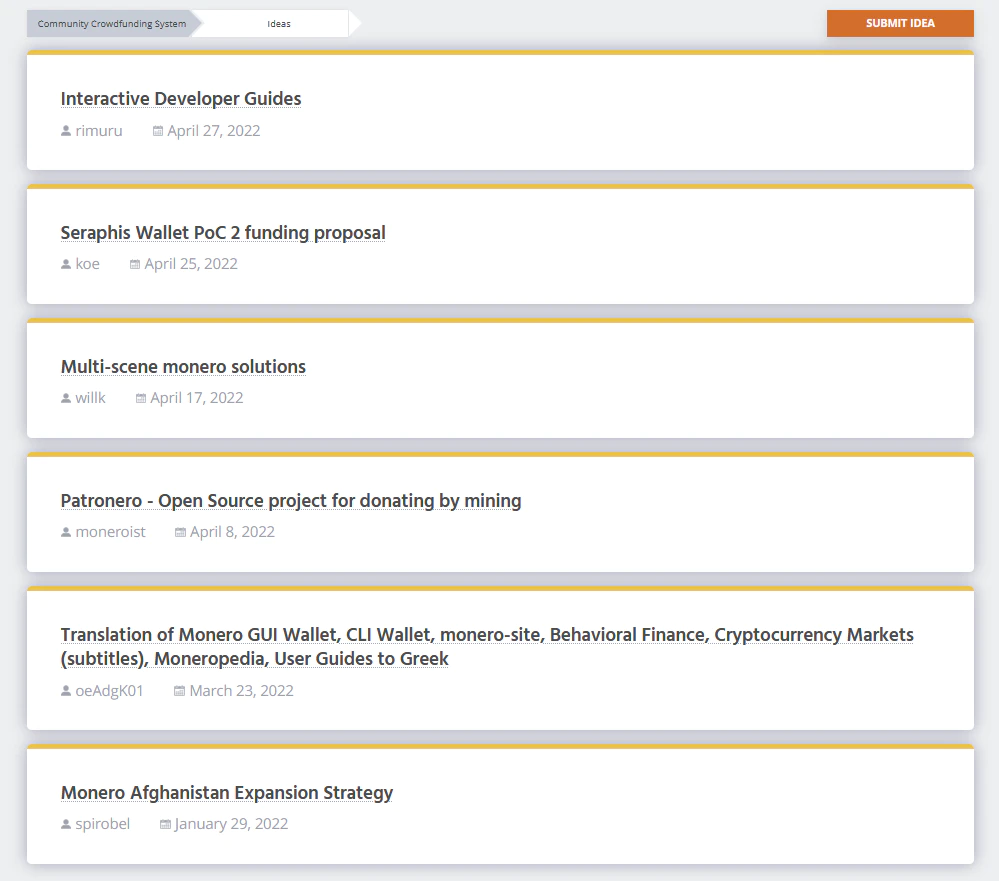 Community Crowdfunding System
Ideas
SUBMIT IDEA
Interactive Developer Guides
rimuru April 27, 2022
Seraphis Wallet PoC 2 funding proposal
koe April 25, 2022
Multi-scene monero solutions
willk April 17, 2022
Patronero - Open Source project for donating by mining
moneroist April 8, 2022
Translation of Monero GUI Wallet, CLI Wallet, monero-site, Behavioral Finance, Cryptocurrency Markets
(subtitles), Moneropedia, User Guides to Greek
oeAdgK01 March 23, 2022
Monero Afghanistan Expansion Strategy
spirobel January 29, 2022